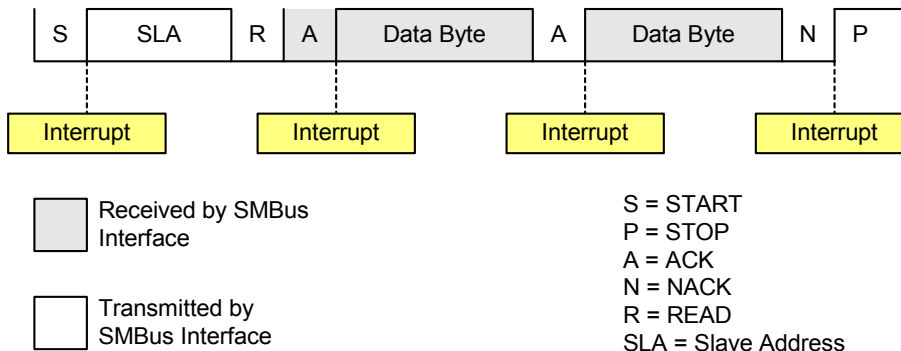 S SLA R A Data Byte A Data Byte N P
Interrupt Interrupt Interrupt Interrupt
Received by SMBus
Interface
Transmitted by
SMBus Interface
S = START
P = STOP
A = ACK
N = NACK
R = READ
SLA = Slave Address